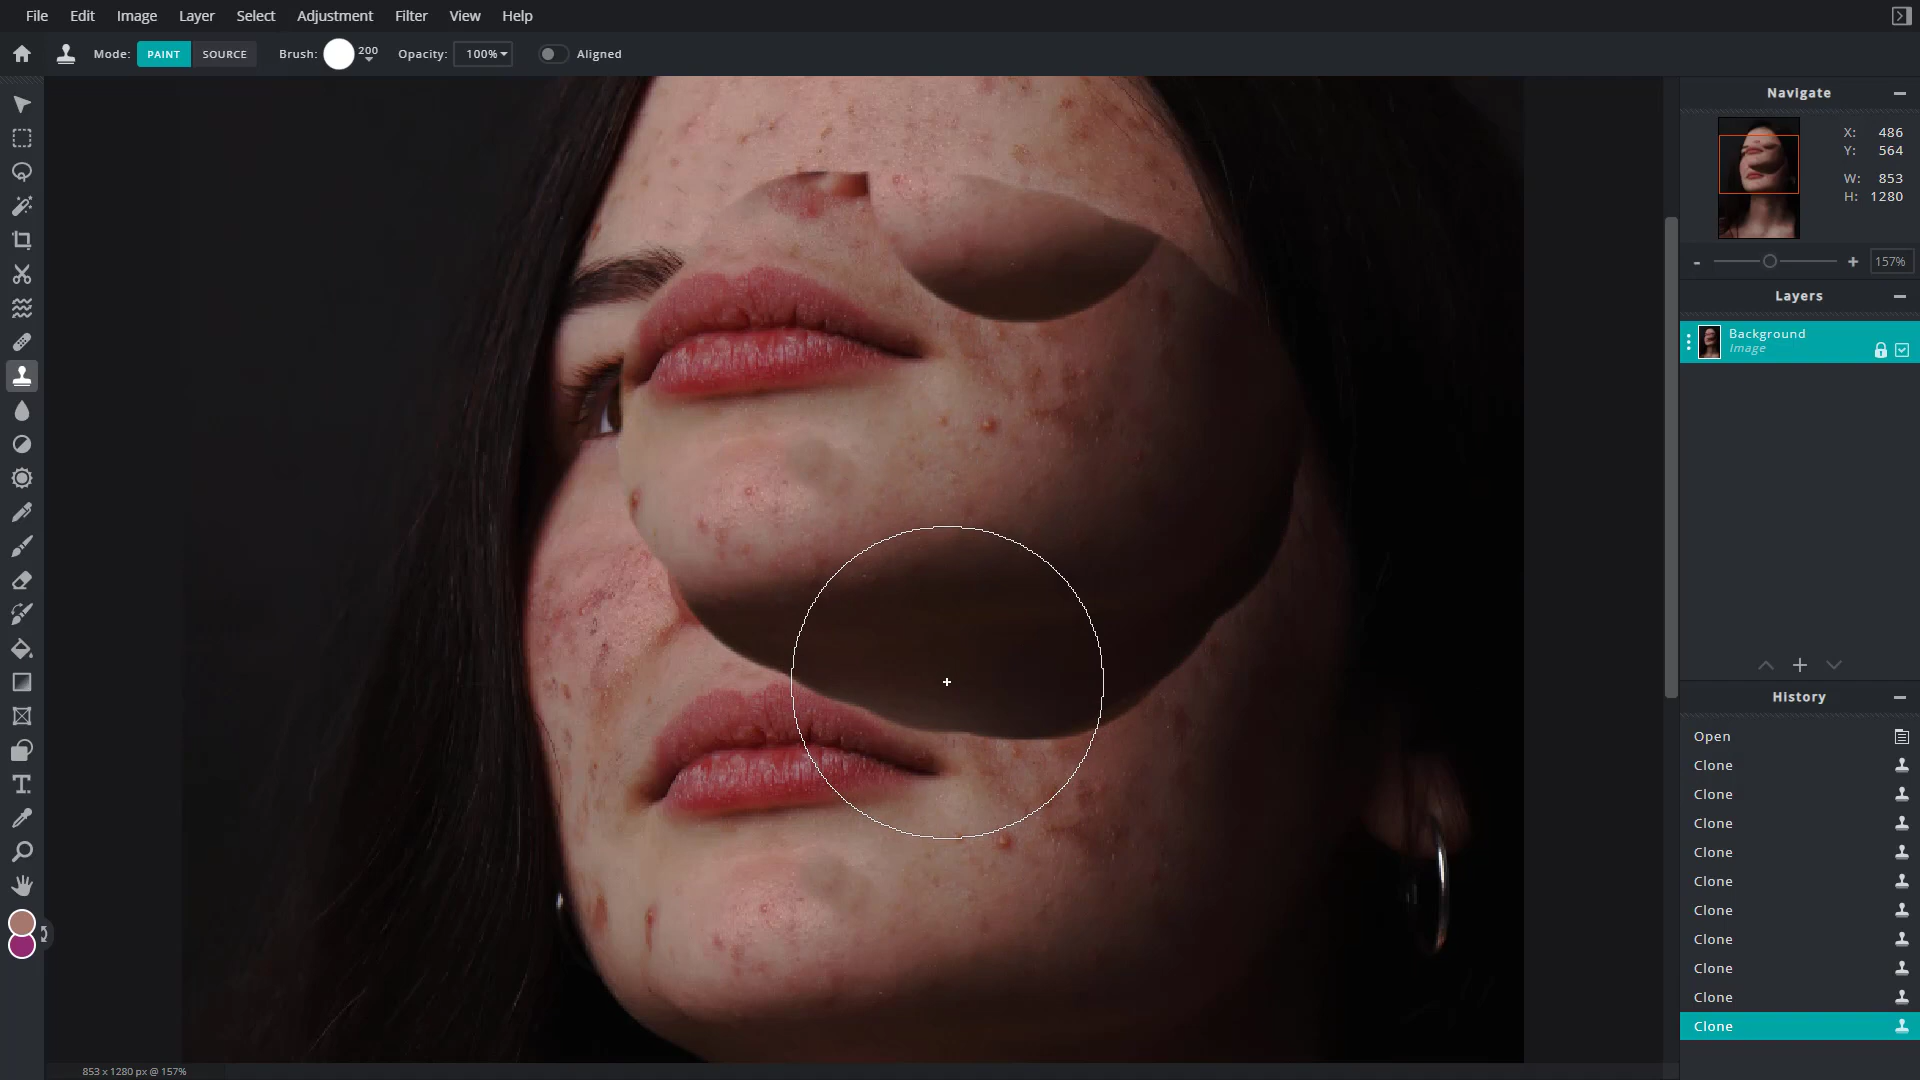 File Edit Image Layer Select Adjustment Filter View Help
Mode: PAINT SOURCE Brush: 200 Opacity: 100% Aligned
Navigate
X: 486
Y: 564
W: 853
H: 1280
- + 157%
Layers
Background
Image
History
Open
Clone
Clone
Clone
Clone
Clone
Clone
Clone
Clone
Clone
Clone
T
853 x 1280 px @ 157%